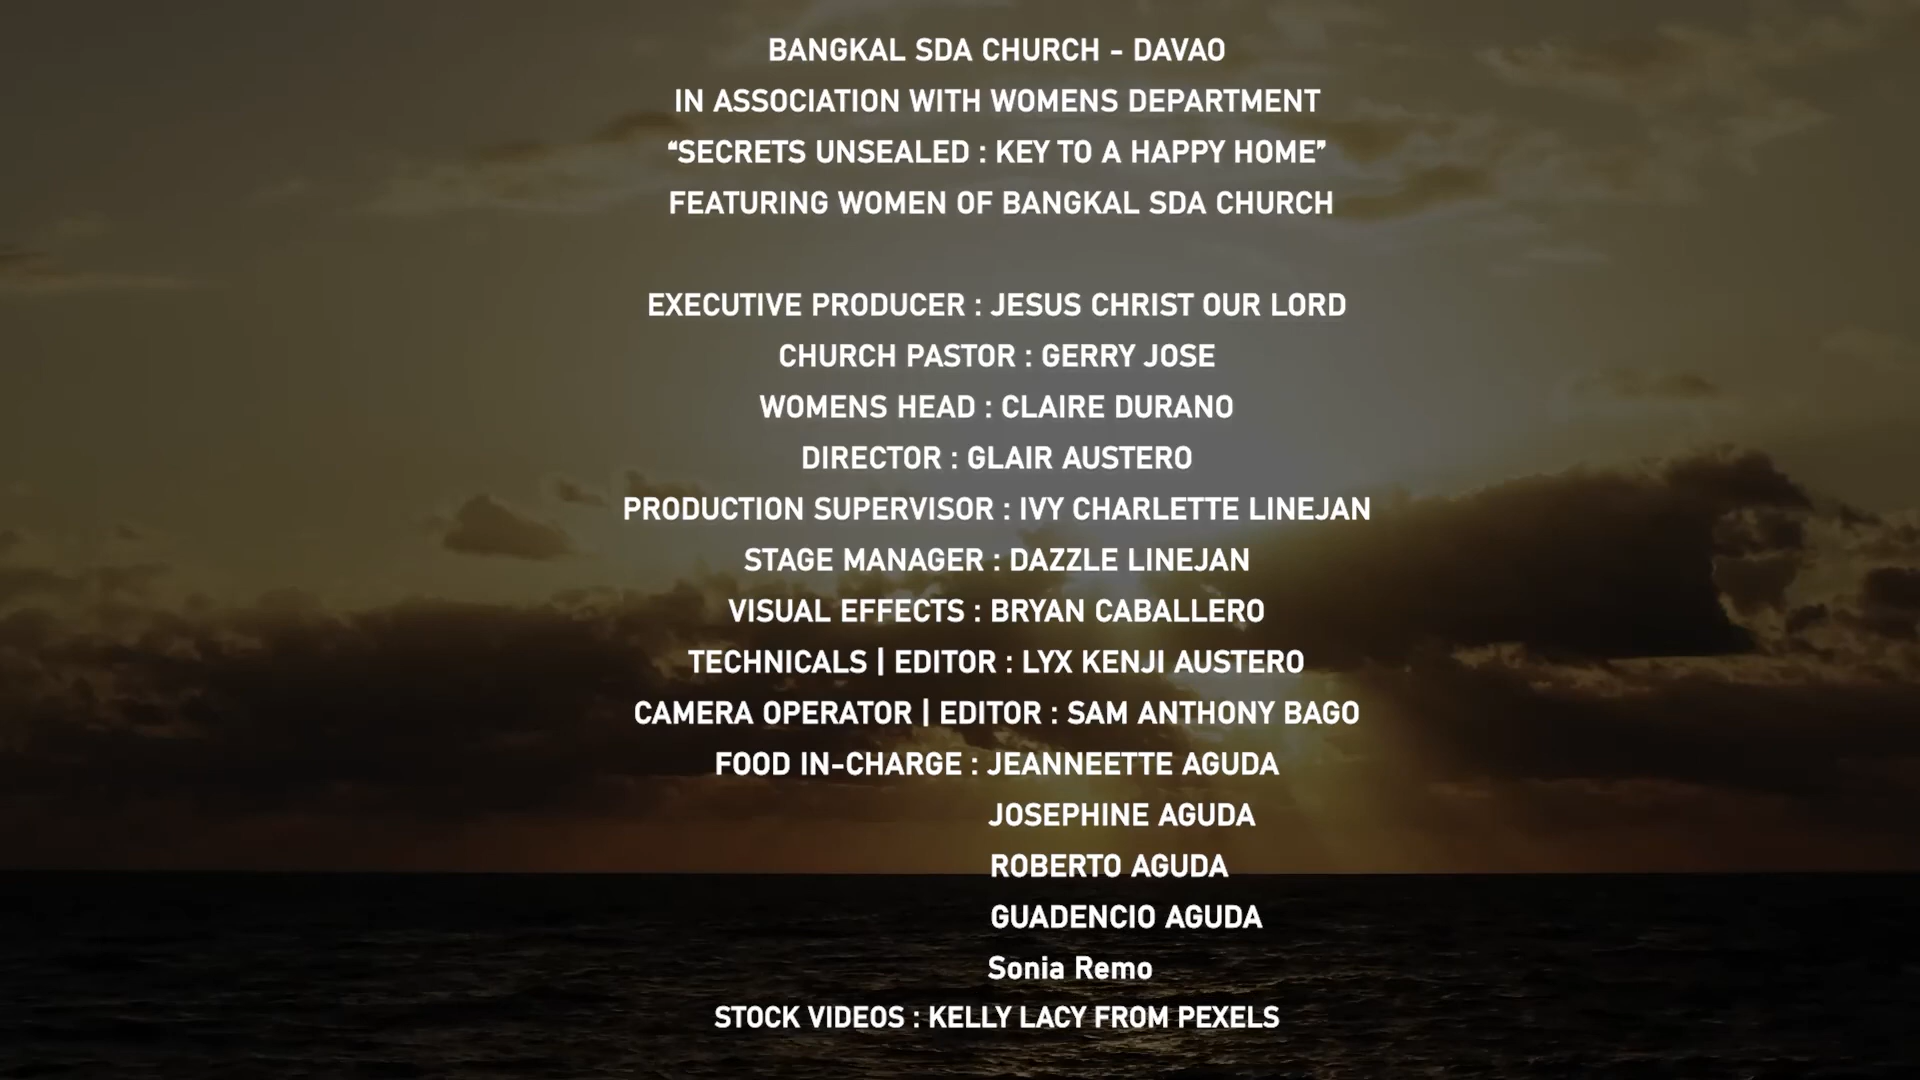 BANGKAL SDA CHURCH - DAVAO
IN ASSOCIATION WITH WOMENS DEPARTMENT
“SECRETS UNSEALED : KEY TO A HAPPY HOME”
FEATURING WOMEN OF BANGKAL SDA CHURCH
EXECUTIVE PRODUCER : JESUS CHRIST OUR LORD
CHURCH PASTOR : GERRY JOSE
WOMENS HEAD : CLAIRE DURANO
DIRECTOR : GLAIR AUSTERO
PRODUCTION SUPERVISOR : IVY CHARLETTE LINEJAN
STAGE MANAGER : DAZZLE LINEJAN
VISUAL EFFECTS : BRYAN CABALLERO
TECHNICALS | EDITOR : LYX KENJI AUSTERO
CAMERA OPERATOR | EDITOR : SAM ANTHONY BAGO
FOOD IN-CHARGE : JEANNEETTE AGUDA
JOSEPHINE AGUDA
ROBERTO AGUDA
GUADENCIO AGUDA
Sonia Remo
STOCK VIDEOS : KELLY LACY FROM PEXELS